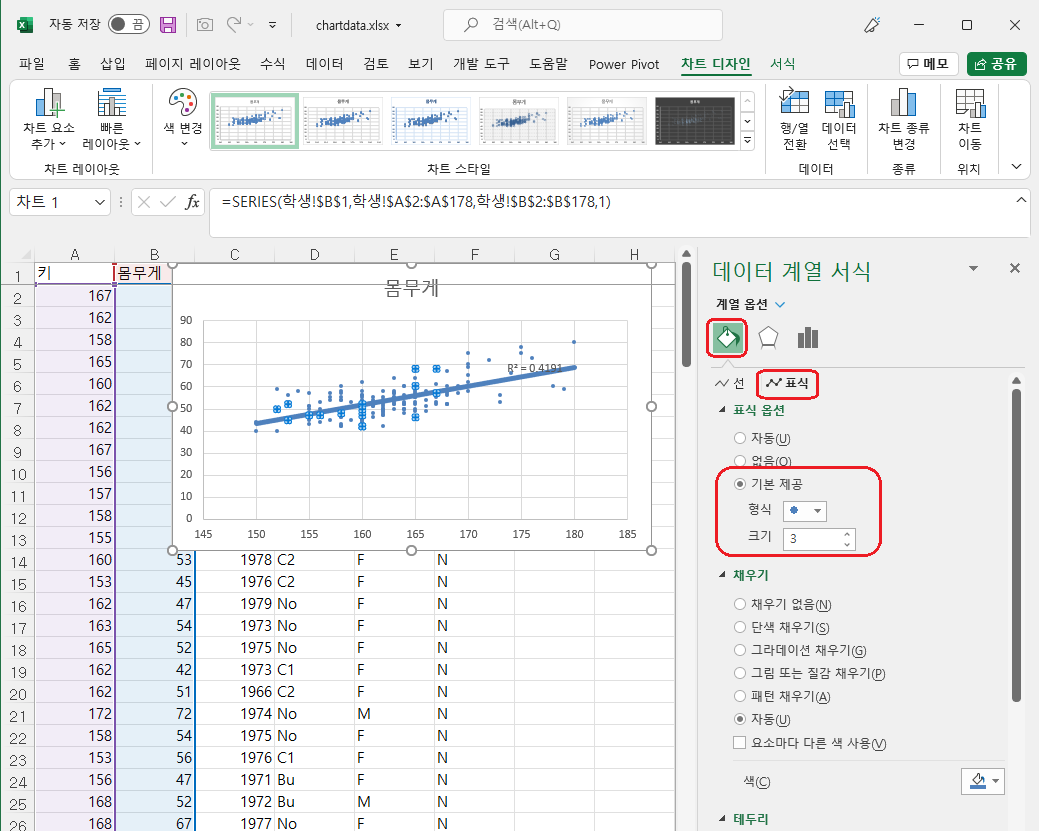 자동 저장 끔 chartdata.xlsx 검색(Alt+Q)
파일 홈 삽입 페이지 레이아웃 수식 데이터 검토 보기 개발 도구 도움말 Power Pivot 차트 디자인 서식 메모 공유
차트 요소 추가 빠른 레이아웃 색 변경 행/열 전환 데이터 선택 차트 종류 변경 차트 이동
차트 레이아웃 차트 스타일 데이터 종류 위치
차트 1 fx =SERIES(학생!$B$1,학생!$A$2:$A$178,학생!$B$2:$B$178,1)
A B C D E F G H
1 키 몸무게
2 167
3 162
4 158
5 165
6 160
7 162
8 162
9 167
10 156
11 157
12 158
13 155
14 160 53 1978 C2 F N
15 153 45 1976 C2 F N
16 162 47 1979 No F N
17 163 54 1973 No F N
18 165 52 1975 No F N
19 162 42 1973 C1 F N
20 162 51 1966 C2 F N
21 172 72 1974 No M N
22 158 54 1975 No F N
23 153 56 1976 C1 F N
24 156 47 1971 Bu F N
25 168 52 1972 Bu M N
26 168 67 1977 No F N
몸무게
90
80
70
60
50
40
30
20
10
0
145 150 155 160 165 170 175 180 185
R² = 0.4191
데이터 계열 서식
계열 옵션
선 표식
표식 옵션
자동(U)
없음(O)
기본 제공
형식
크기 3
채우기
채우기 없음(N)
단색 채우기(S)
그라데이션 채우기(G)
그림 또는 질감 채우기(P)
패턴 채우기(A)
자동(U)
요소마다 다른 색 사용(V)
색(C)
테두리